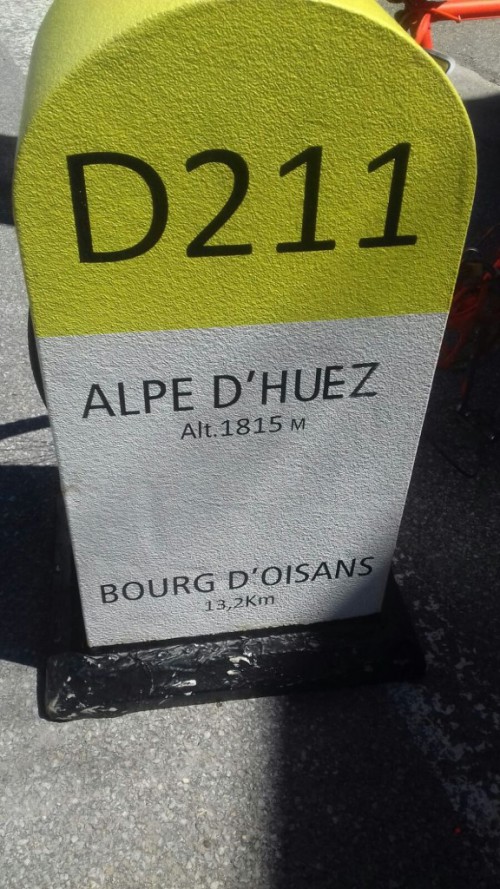 D211
ALPE D'HUEZ
Alt.1815 M
BOURG D'OISANS
13,2Km